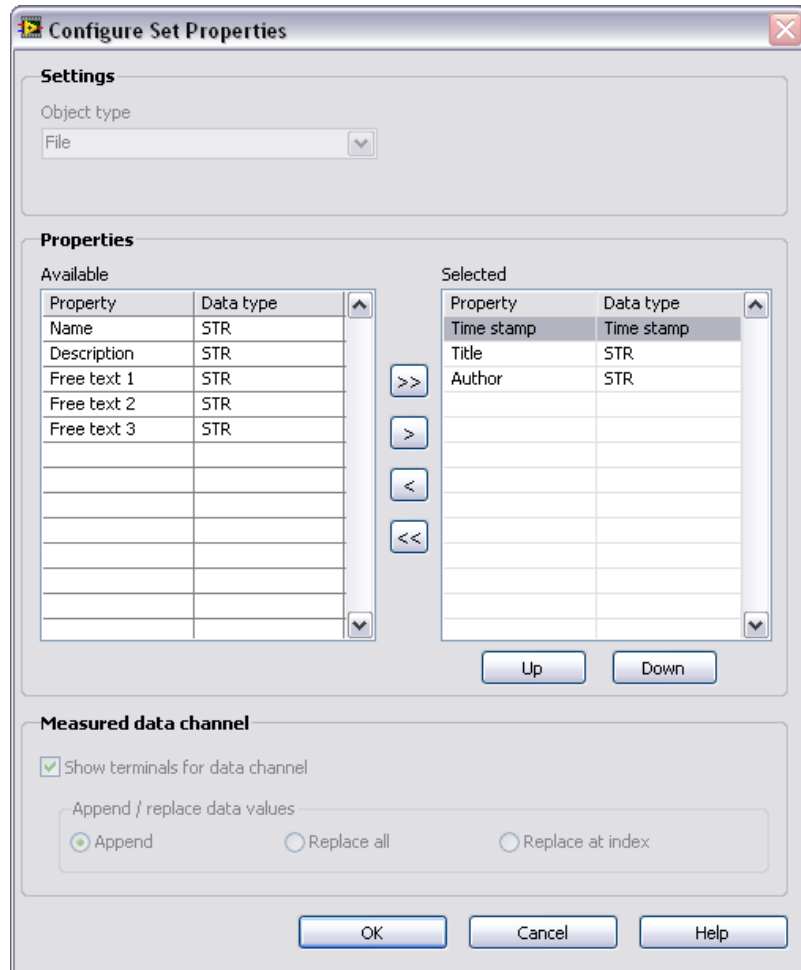 Configure Set Properties
Settings
Object type
File
Properties
Available
Property Data type
Name STR
Description STR
Free text 1 STR
Free text 2 STR
Free text 3 STR
>>
>
<
<<
Selected
Property Data type
Time stamp Time stamp
Title STR
Author STR
Up Down
Measured data channel
Show terminals for data channel
Append / replace data values
Append Replace all Replace at index
OK Cancel Help